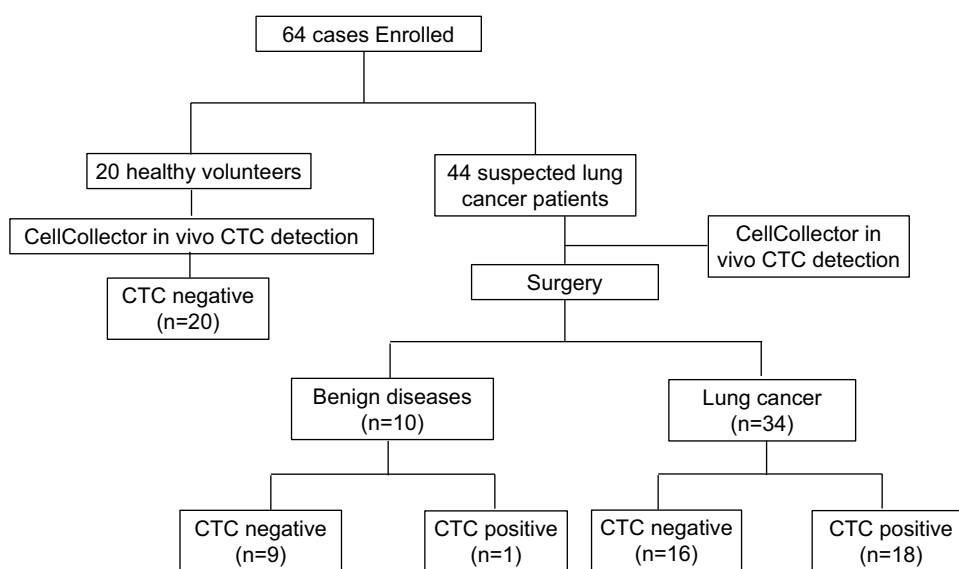 64 cases Enrolled
20 healthy volunteers
44 suspected lung
cancer patients
CellCollector in vivo CTC detection
CellCollector in
vivo CTC detection
CTC negative
(n=20)
Surgery
Benign diseases
(n=10)
Lung cancer
(n=34)
CTC negative
(n=9)
CTC positive
(n=1)
CTC negative
(n=16)
CTC positive
(n=18)